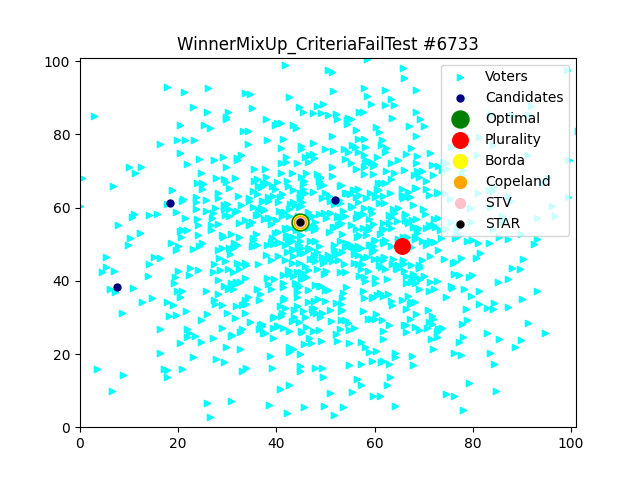 WinnerMixUp_CriteriaFailTest #6733
100
80
60
40
20
0
0
20
40
60
80
100
Voters
Candidates
Optimal
Plurality
Borda
Copeland
STV
STAR